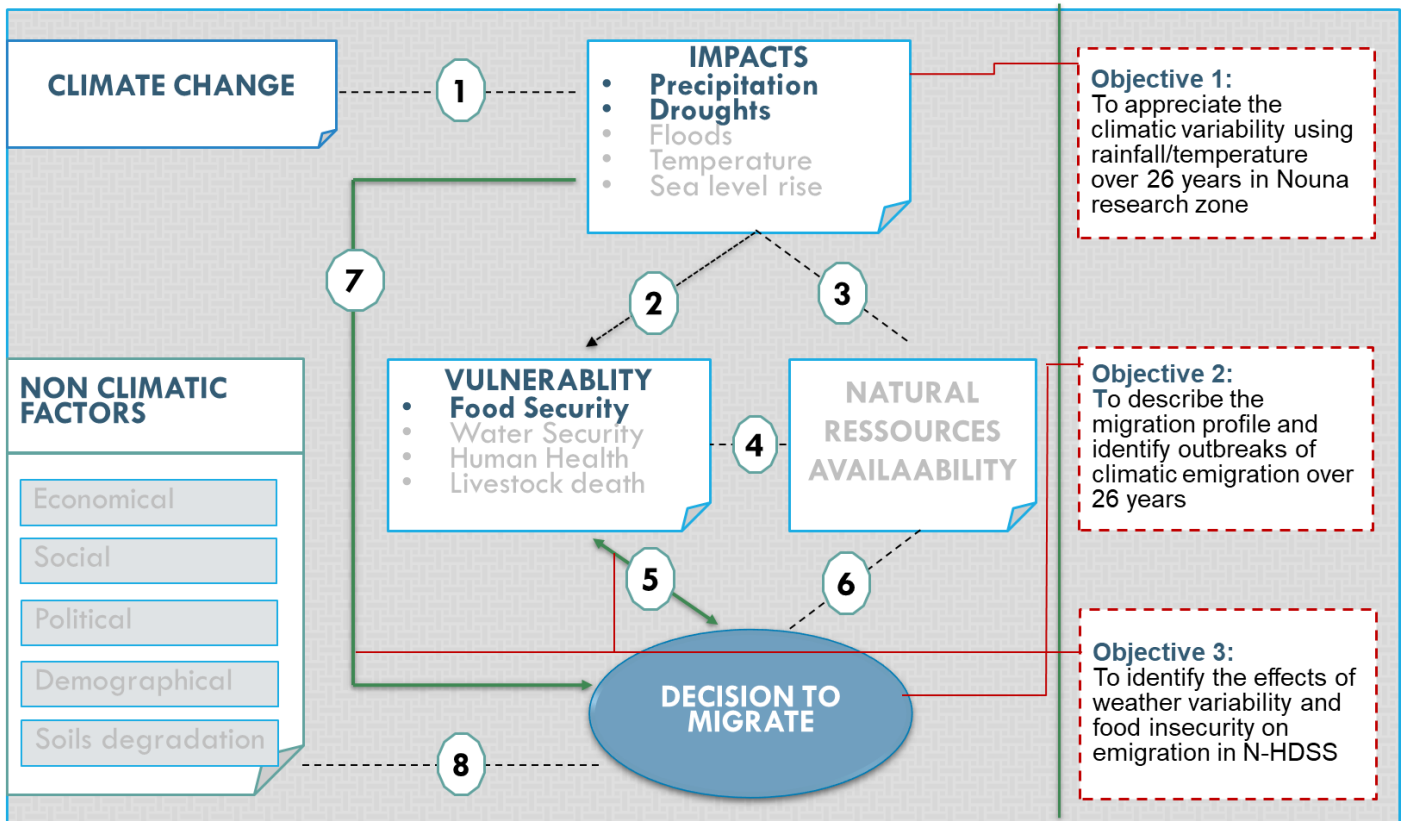 CLIMATE CHANGE
1
IMPACTS
• Precipitation
• Droughts
• Floods
• Temperature
• Sea level rise
Objective 1:
To appreciate the
climatic variability using
rainfall/temperature
over 26 years in Nouna
research zone
7
2
3
NON CLIMATIC
FACTORS
Economical
Social
Political
Demographical
Soils degradation
VULNERABLITY
• Food Security
• Water Security
• Human Health
• Livestock death
4
NATURAL
RESSOURCES
AVAILAABILITY
Objective 2:
To describe the
migration profile and
identify outbreaks of
climatic emigration over
26 years
5
6
DECISION TO
MIGRATE
8
Objective 3:
To identify the effects of
weather variability and
food insecurity on
emigration in N-HDSS